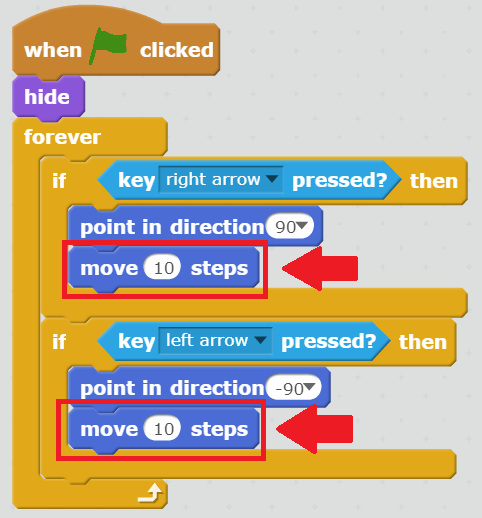 when clicked
hide
forever
if key right arrow pressed? then
point in direction 90
move 10 steps
if key left arrow pressed? then
point in direction -90
move 10 steps